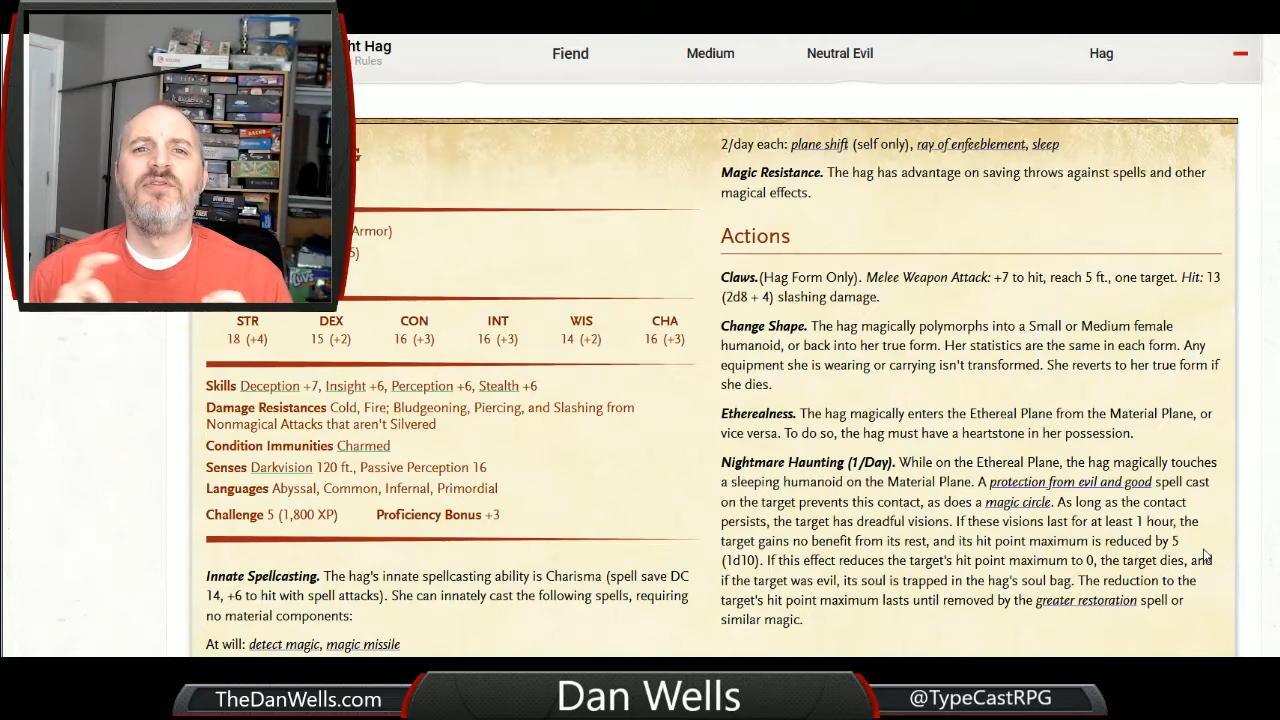 ht Hag
Rules
Fiend
Medium
Neutral Evil
Hag
Armor)
5)
STR DEX CON INT WIS CHA
18 (+4) 15 (+2) 16 (+3) 16 (+3) 14 (+2) 16 (+3)
Skills Deception +7, Insight +6, Perception +6, Stealth +6
Damage Resistances Cold, Fire; Bludgeoning, Piercing, and Slashing from
Nonmagical Attacks that aren't Silvered
Condition Immunities Charmed
Senses Darkvision 120 ft., Passive Perception 16
Languages Abyssal, Common, Infernal, Primordial
Challenge 5 (1,800 XP) Proficiency Bonus +3
Innate Spellcasting. The hag's innate spellcasting ability is Charisma (spell save DC
14, +6 to hit with spell attacks). She can innately cast the following spells, requiring
no material components:
At will: detect magic, magic missile
2/day each: plane shift (self only), ray of enfeeblement, sleep
Magic Resistance. The hag has advantage on saving throws against spells and other
magical effects.
Actions
Claws.(Hag Form Only). Melee Weapon Attack: +7 to hit, reach 5 ft., one target. Hit: 13
(2d8 + 4) slashing damage.
Change Shape. The hag magically polymorphs into a Small or Medium female
humanoid, or back into her true form. Her statistics are the same in each form. Any
equipment she is wearing or carrying isn't transformed. She reverts to her true form if
she dies.
Etherealness. The hag magically enters the Ethereal Plane from the Material Plane, or
vice versa. To do so, the hag must have a heartstone in her possession.
Nightmare Haunting (1/Day). While on the Ethereal Plane, the hag magically touches
a sleeping humanoid on the Material Plane. A protection from evil and good spell cast
on the target prevents this contact, as does a magic circle. As long as the contact
persists, the target has dreadful visions. If these visions last for at least 1 hour, the
target gains no benefit from its rest, and its hit point maximum is reduced by 5
(1d10). If this effect reduces the target's hit point maximum to 0, the target dies, and
if the target was evil, its soul is trapped in the hag's soul bag. The reduction to the
target's hit point maximum lasts until removed by the greater restoration spell or
similar magic.
TheDanWells.com
Dan Wells
@TypeCastRPG